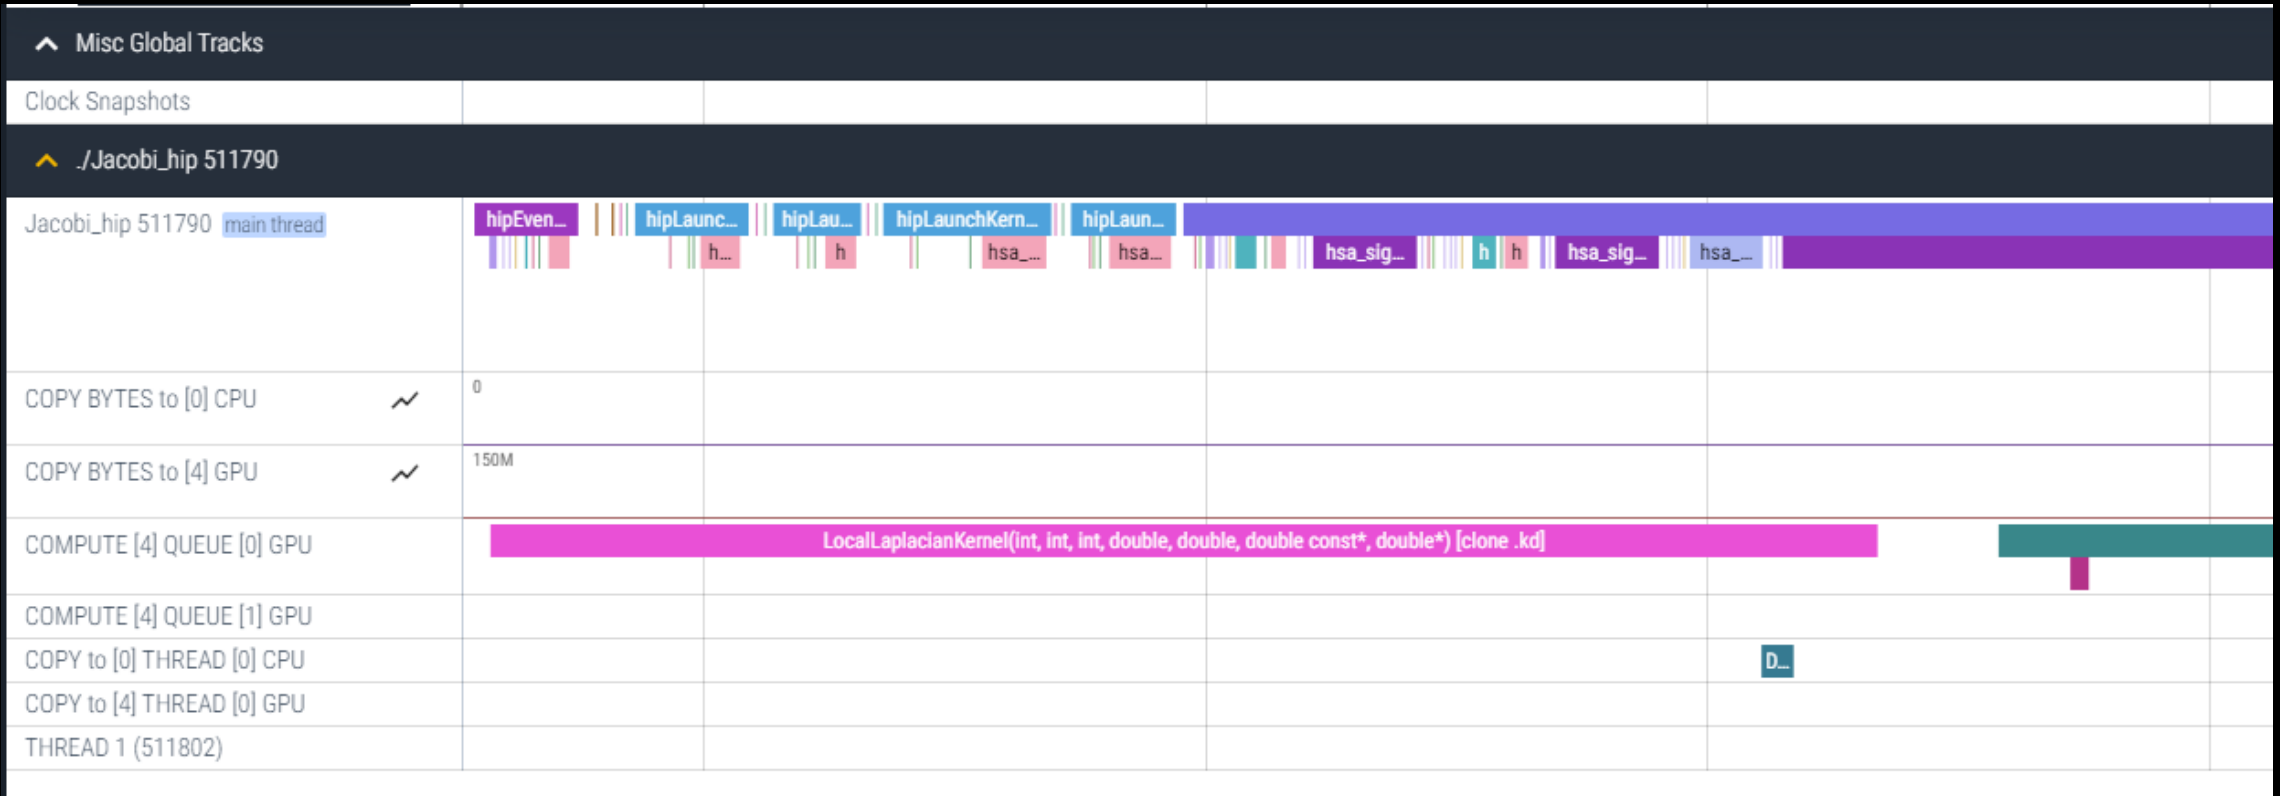 Misc Global Tracks
Clock Snapshots
./Jacobi_hip 511790
Jacobi_hip 511790 main thread
hipEven... hipLaunc... hipLau... hipLaunchKern... hipLaun...
h... h hsa_... hsa... hsa_sig... h h hsa_sig... hsa_...
COPY BYTES to [0] CPU
0
COPY BYTES to [4] GPU
150M
COMPUTE [4] QUEUE [0] GPU
LocalLaplacianKernel(int, int, int, double, double, double const*, double*) [clone .kd]
COMPUTE [4] QUEUE [1] GPU
COPY to [0] THREAD [0] CPU
D...
COPY to [4] THREAD [0] GPU
THREAD 1 (511802)